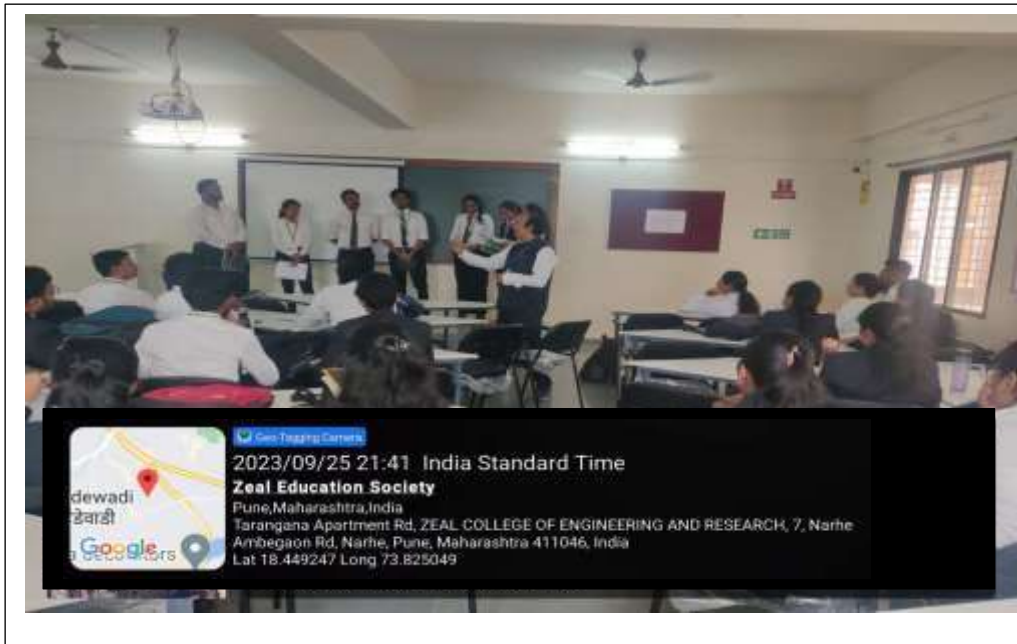 Geo-Tagging Camera
2023/09/25 21:41 India Standard Time
Zeal Education Society
Pune,Maharashtra,India
Tarangana Apartment Rd, ZEAL COLLEGE OF ENGINEERING AND RESEARCH, 7, Narhe
Ambegaon Rd, Narhe, Pune, Maharashtra 411046, India
Lat 18.449247 Long 73.825049
dewadi
डेवाडी
Google